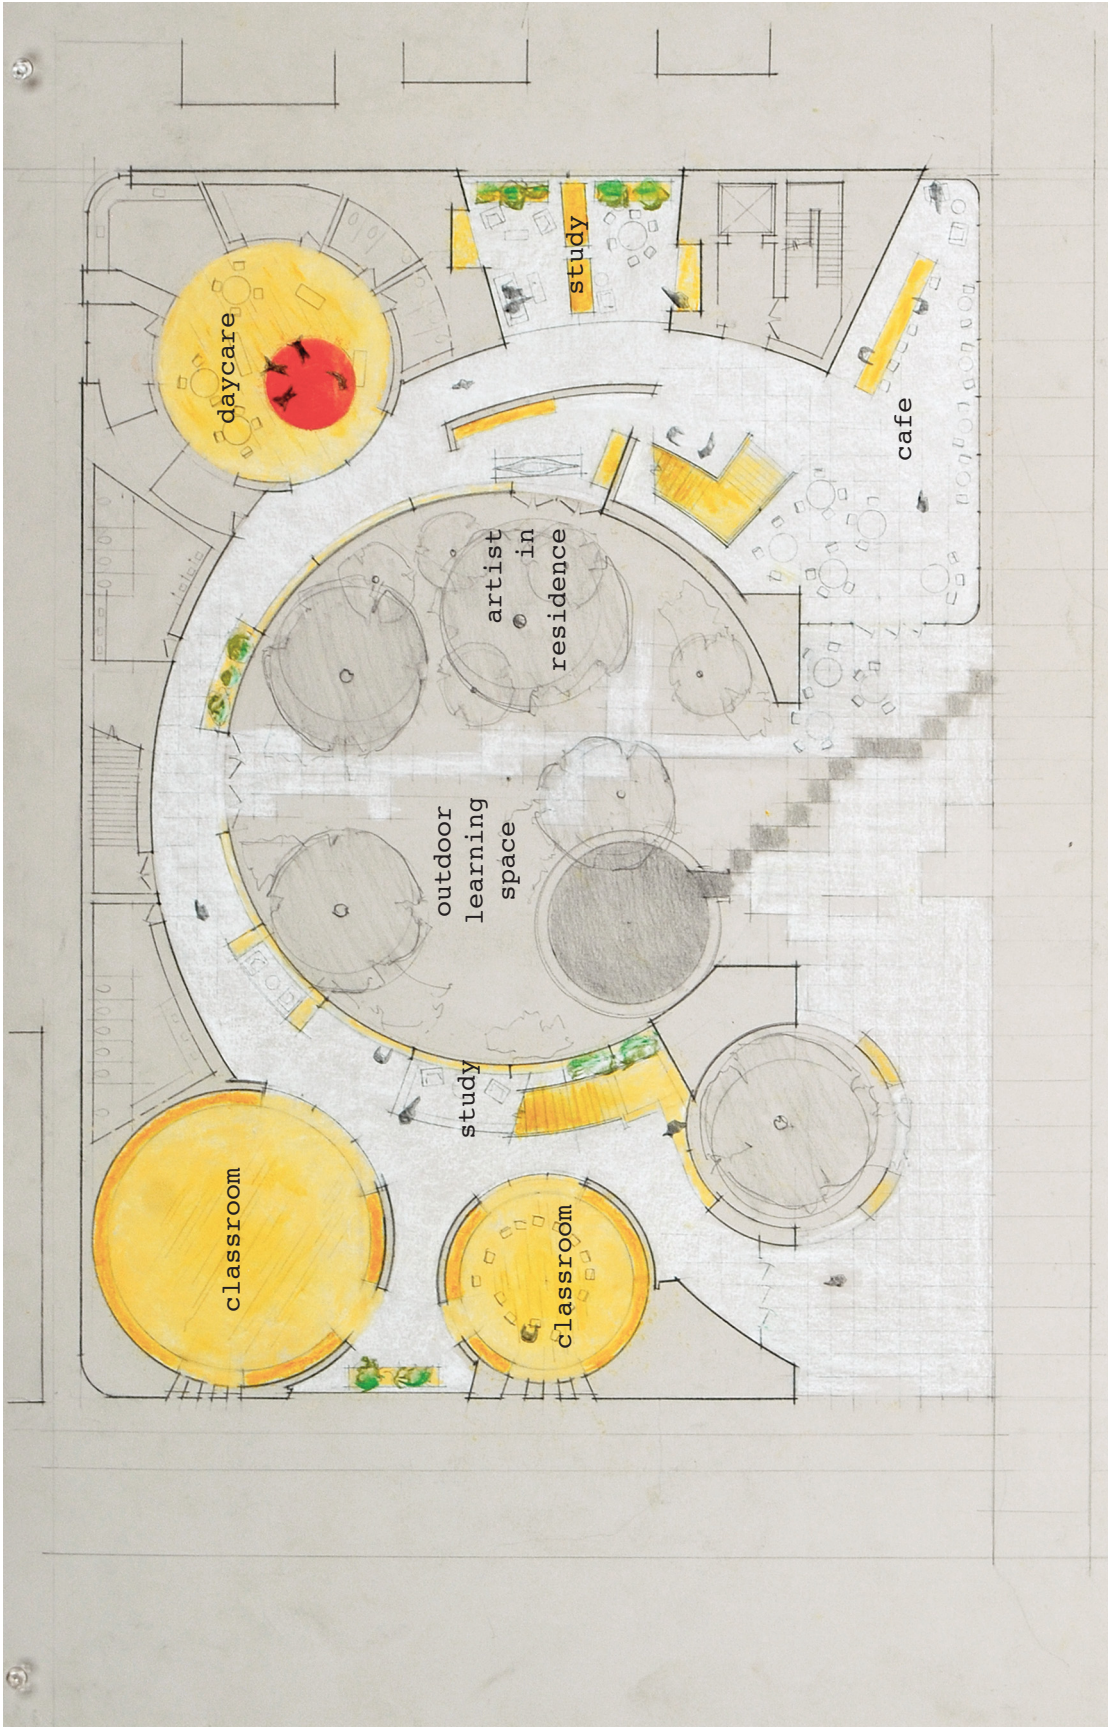 classroom
daycare
outdoor
learning
space
study
artist
in
residence
classroom
study
cafe